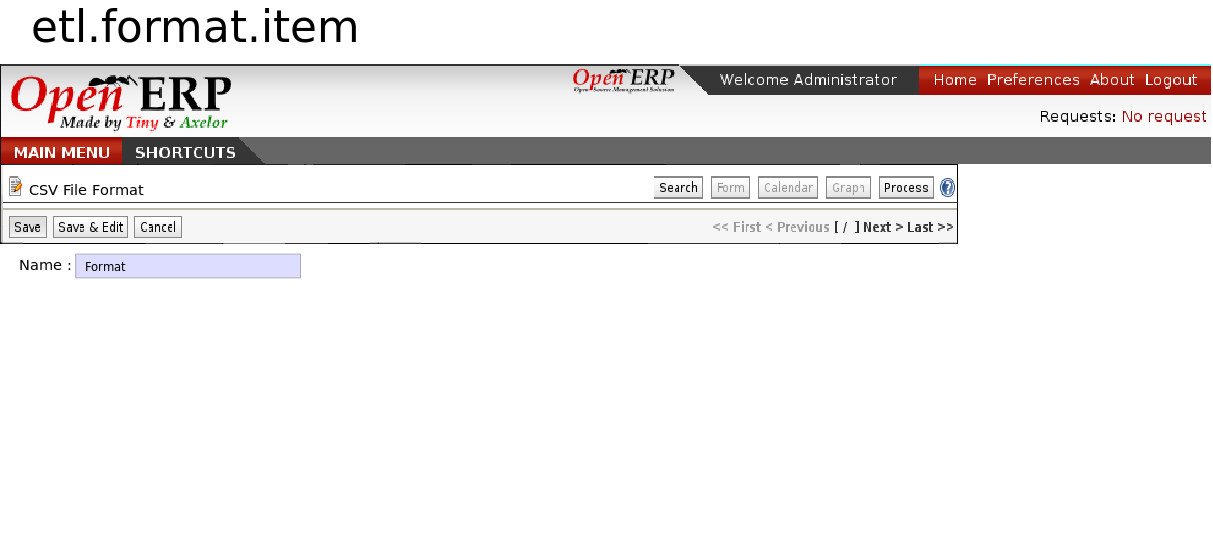 etl.format.item
Open ERP
Made by Tiny & Axelor
Open ERP
Open Source Management Solution
Welcome Administrator
Home Preferences About Logout
Requests: No request
MAIN MENU SHORTCUTS
CSV File Format
Search Form Calendar Graph Process ?
Save Save & Edit Cancel
<< First < Previous [ / ] Next > Last >>
Name : Format